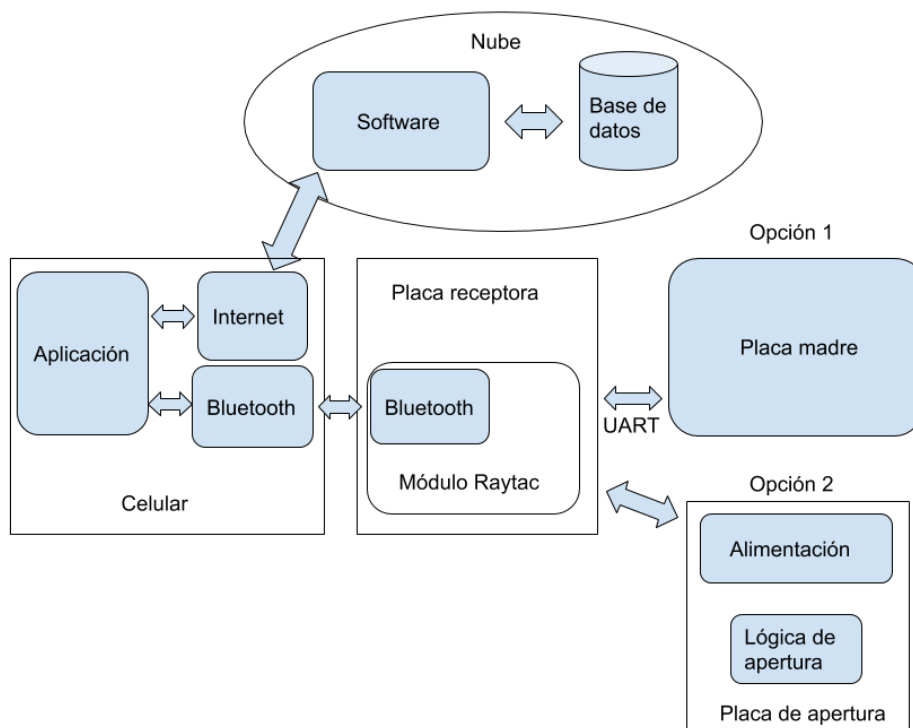 Nube
Software
Base de
datos
Opción 1
Internet
Placa receptora
Aplicación
Placa madre
Bluetooth
Bluetooth
UART
Módulo Raytac
Celular
Opción 2
Alimentación
Lógica de
apertura
Placa de apertura